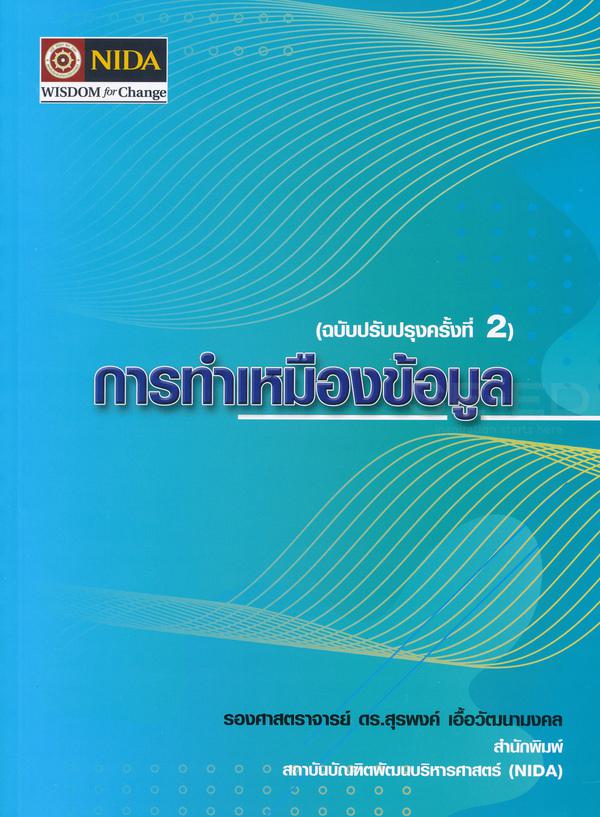 NIDA
WISDOM for Change
(ฉบับปรับปรุงครั้งที่ 2)
การทำเหมืองข้อมูล
รองศาสตราจารย์ ดร.สุรพงค์ เอื้อวัฒนามงคล
สำนักพิมพ์
สถาบันบัณฑิตพัฒนบริหารศาสตร์ (NIDA)